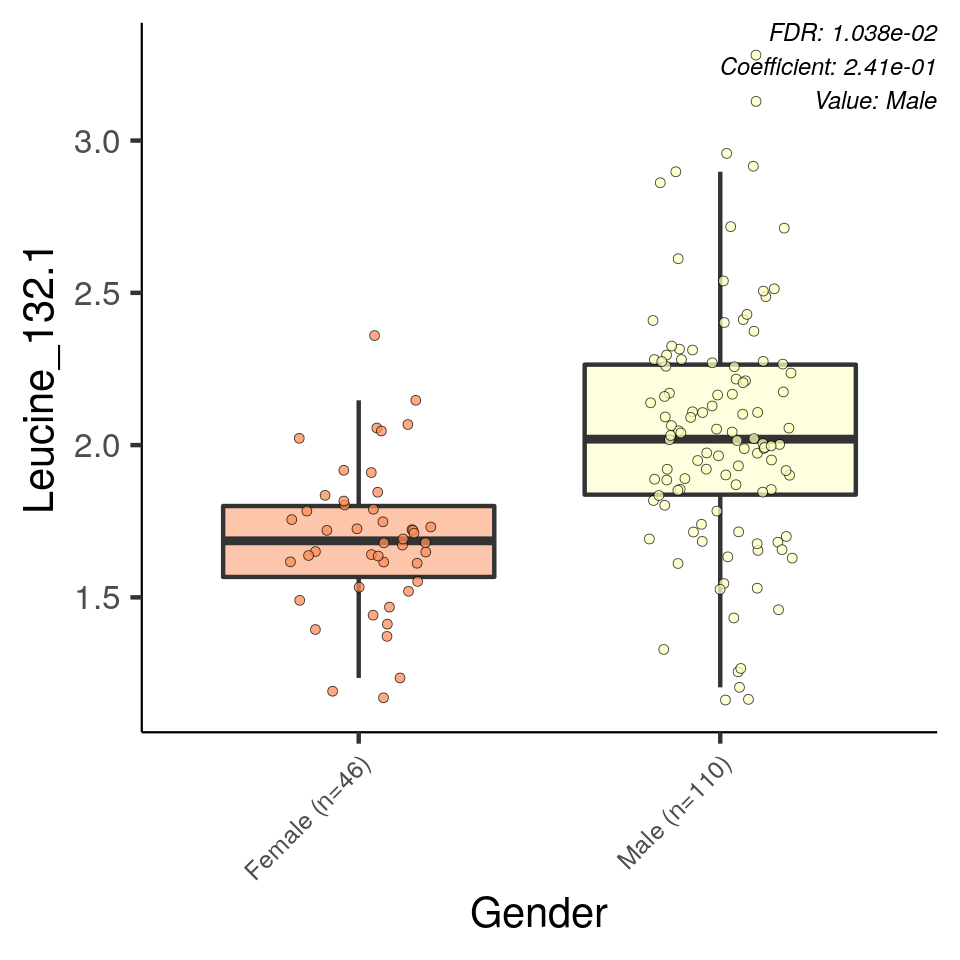 FDR: 1.038e-02
Coefficient: 2.41e-01
Value: Male
Leucine_132.1
3.0
2.5
2.0
1.5
Female (n=46)
Male (n=110)
Gender